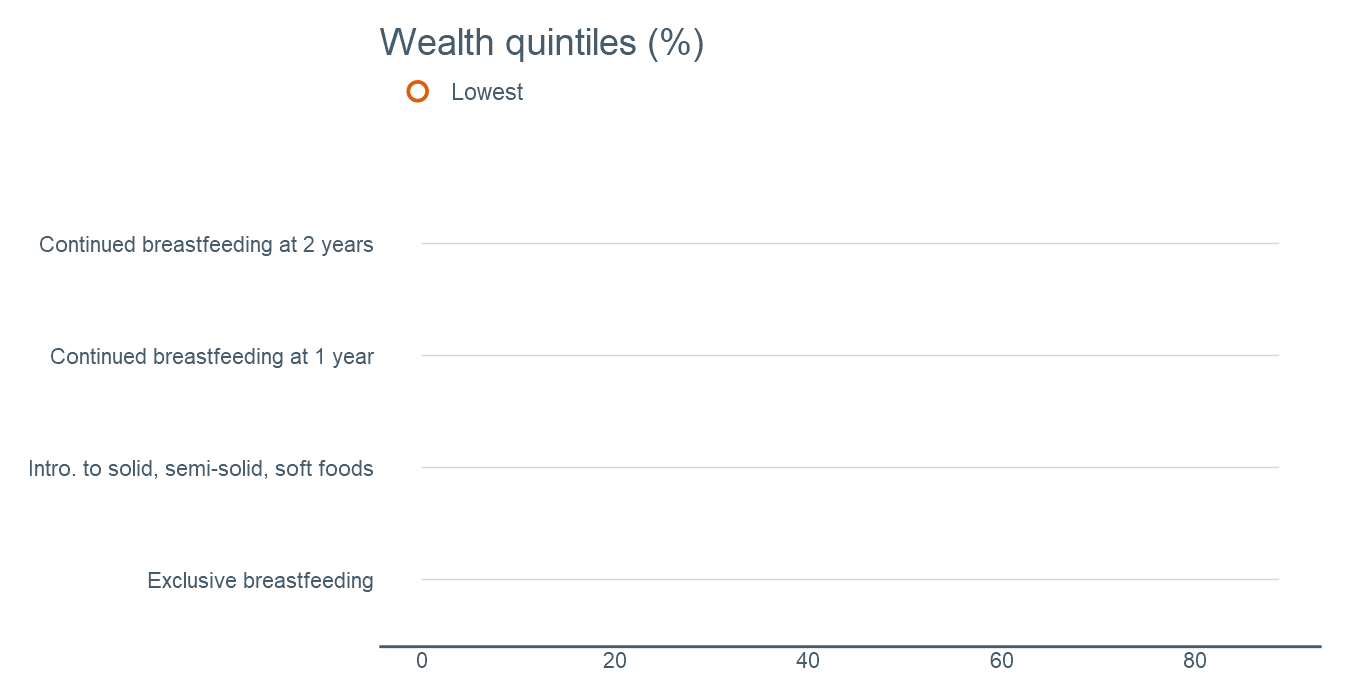 Wealth quintiles (%)
Lowest
Continued breastfeeding at 2 years
Continued breastfeeding at 1 year
Intro. to solid, semi-solid, soft foods
Exclusive breastfeeding
0 20 40 60 80